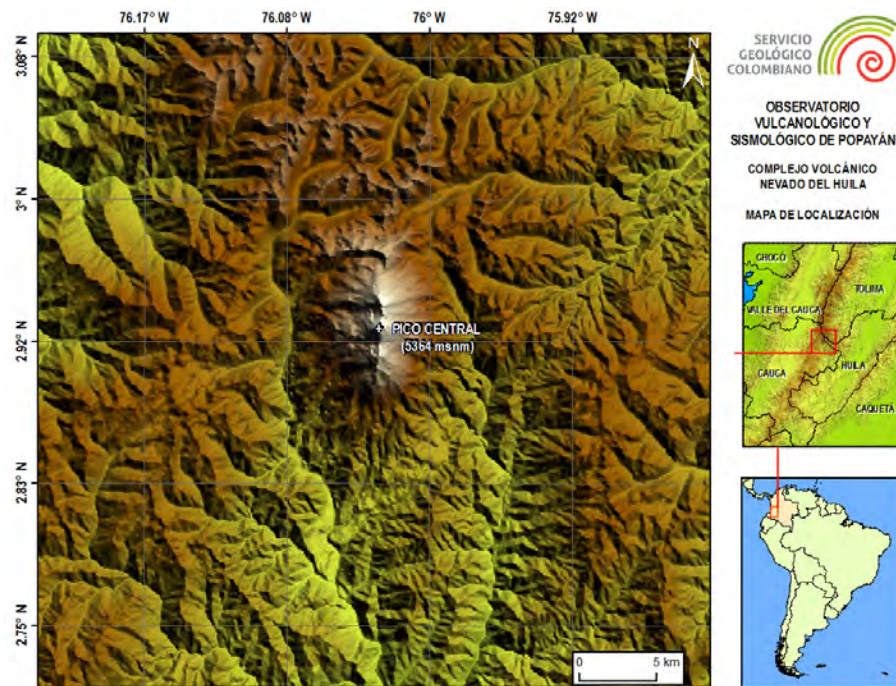 76.17° W
76.08° W
76° W
75.92° W
3.08° N
3° N
2.92° N
2.83° N
2.75° N
N
PICO CENTRAL
(5364 msnm)
0
5 km
SERVICIO
GEOLÓGICO
COLOMBIANO
OBSERVATORIO
VULCANOLÓGICO Y
SISMOLÓGICO DE POPAYÁN
COMPLEJO VOLCÁNICO
NEVADO DEL HUILA
MAPA DE LOCALIZACIÓN
CHOCÓ
TOLIMA
VALLE DEL CAUCA
CAUCA
HUILA
CAQUETÁ